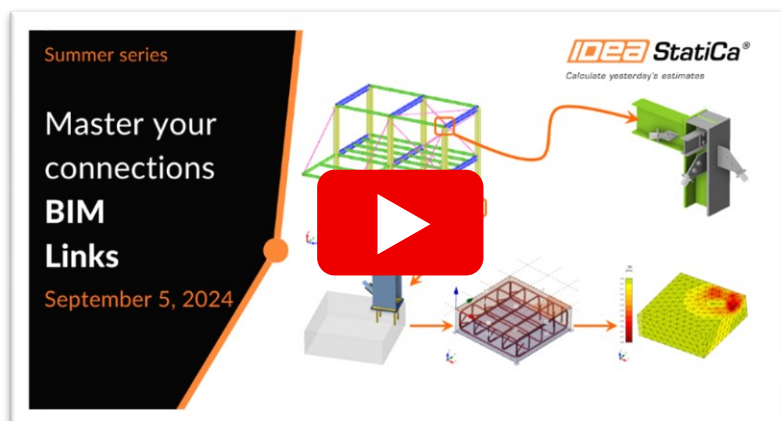 Summer series
Master your
connections
BIM
Links
September 5, 2024
IDEA StatiCa®
Calculate yesterday's estimates